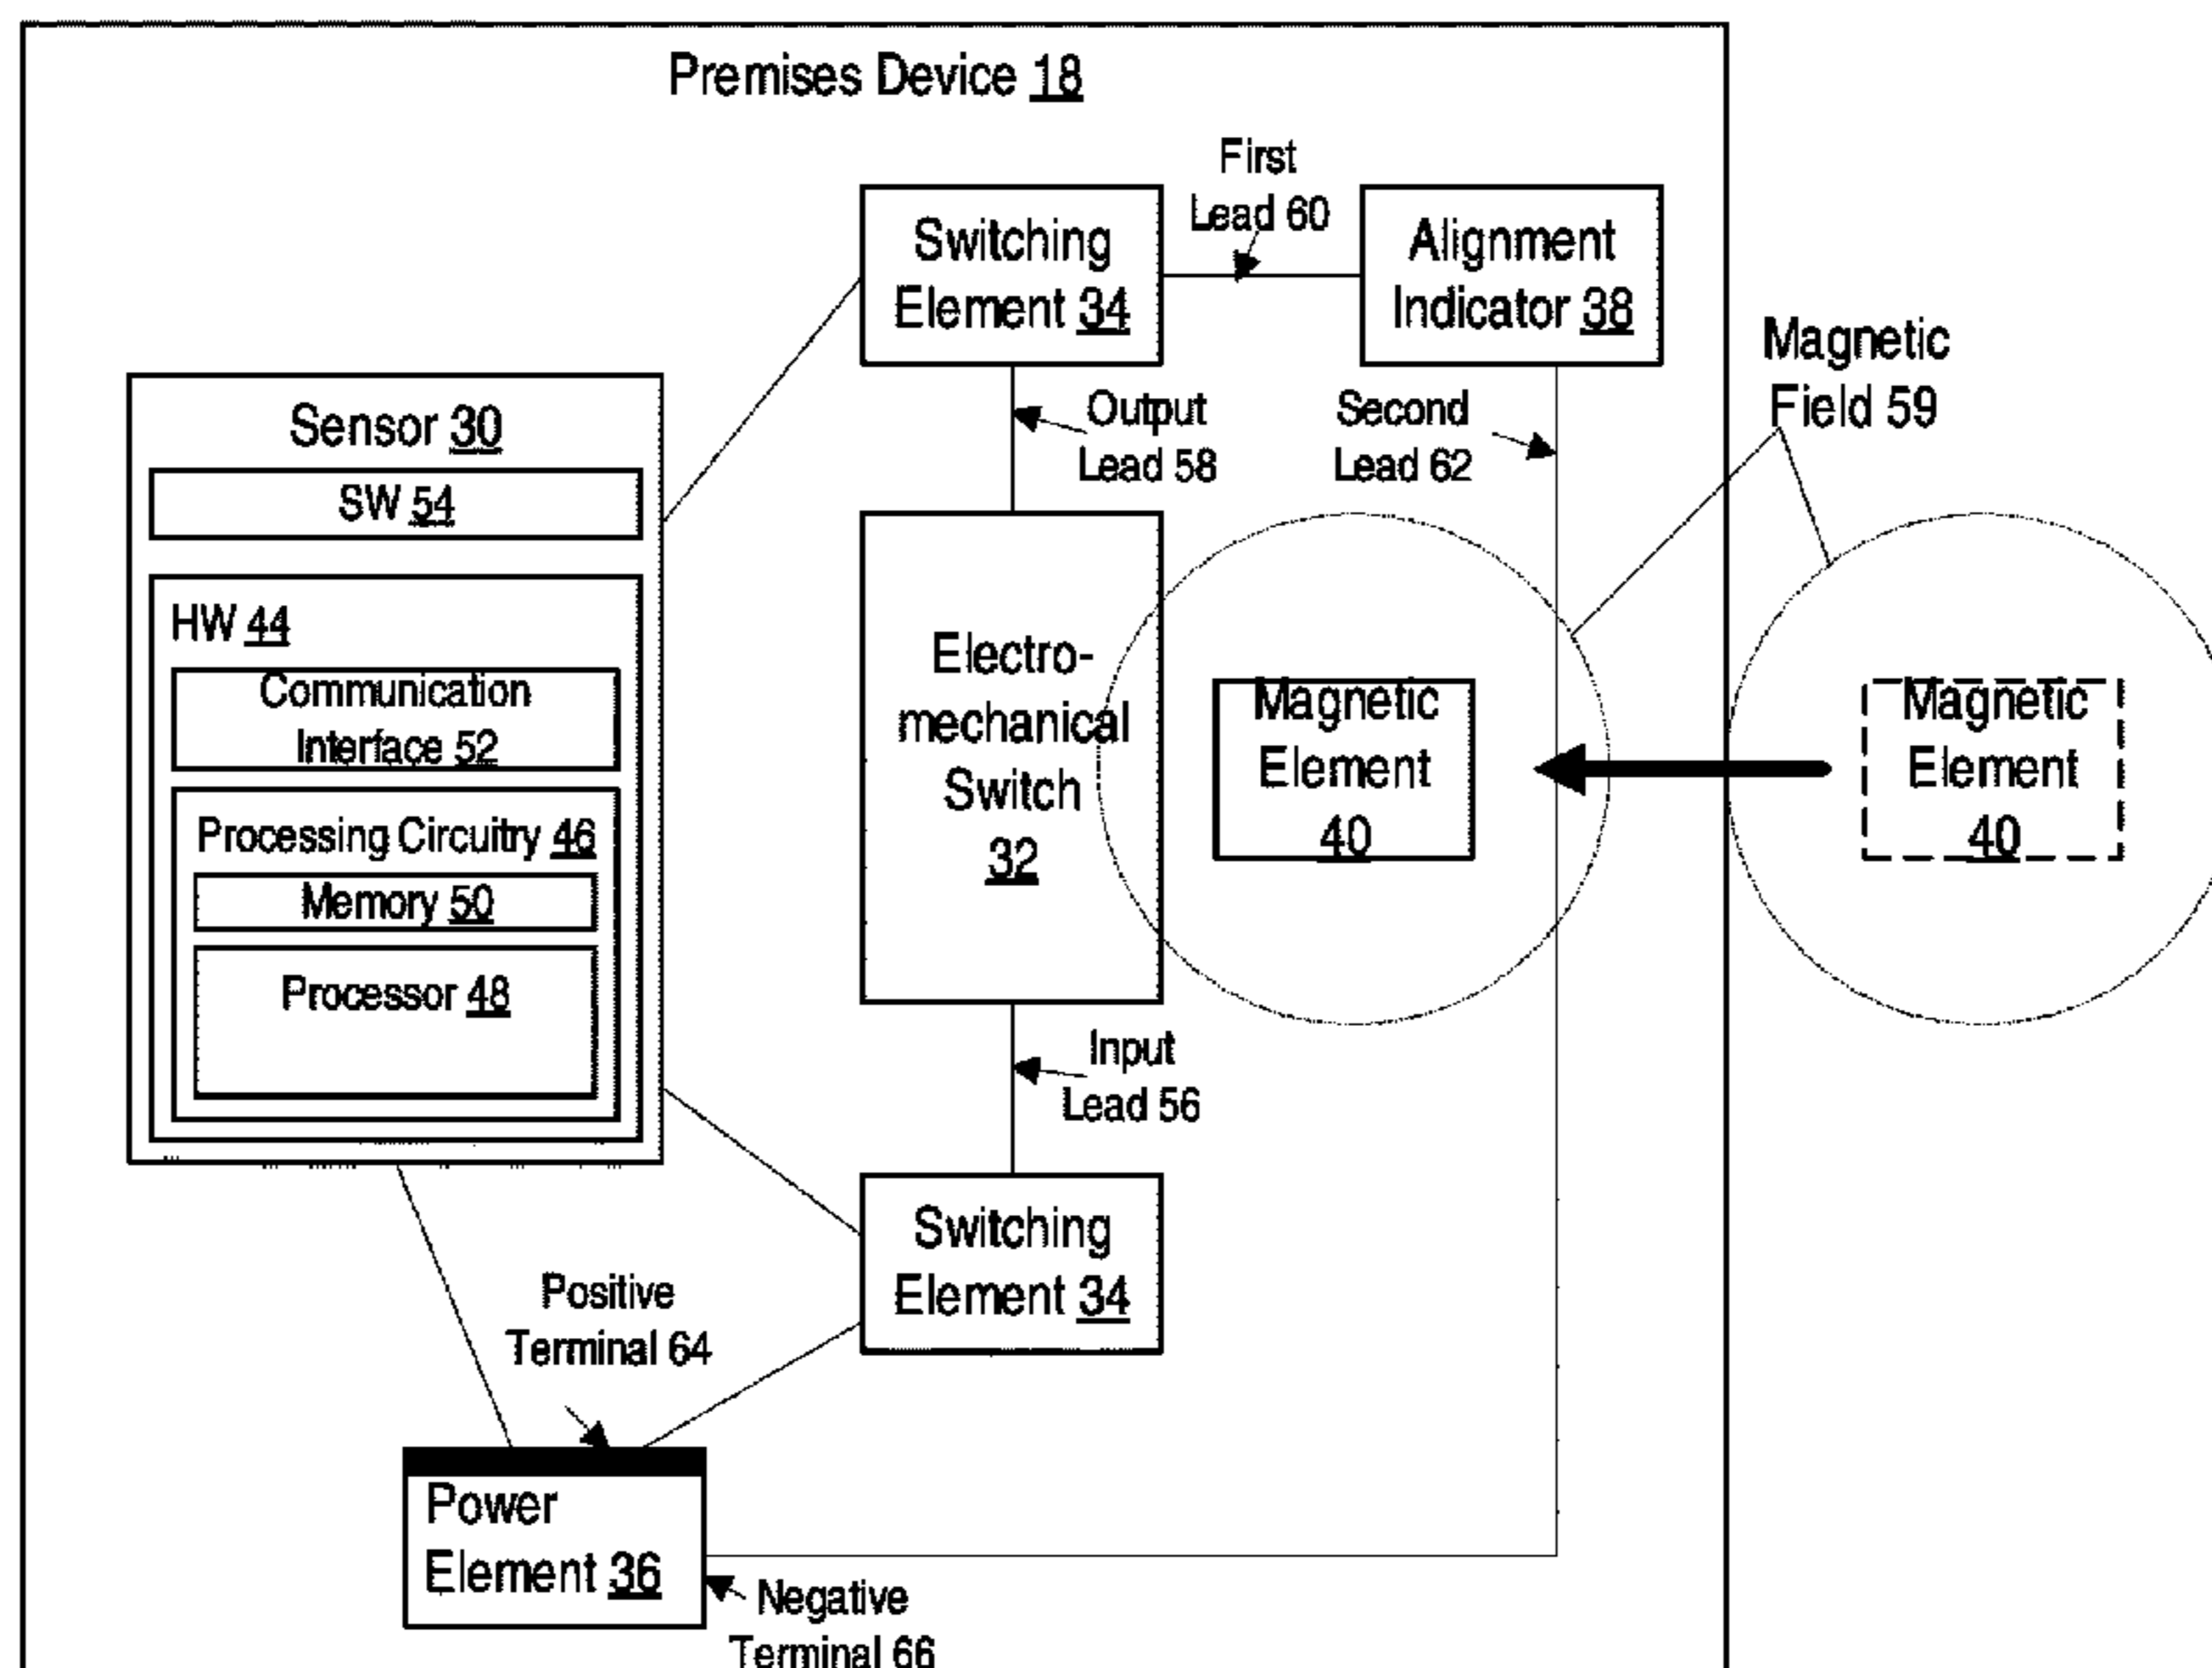 Premises Device 18
First
Lead 60
Switching
Element 34
Alignment
Indicator 38
Magnetic
Field 59
Output
Lead 58
Second
Lead 62
Sensor 30
SW 54
HW 44
Communication
Interface 52
Processing Circuitry 46
Memory 50
Processor 48
Electro-
mechanical
Switch
32
Magnetic
Element
40
Magnetic
Element
40
Input
Lead 56
Switching
Element 34
Positive
Terminal 64
Power
Element 36
Negative
Terminal 66